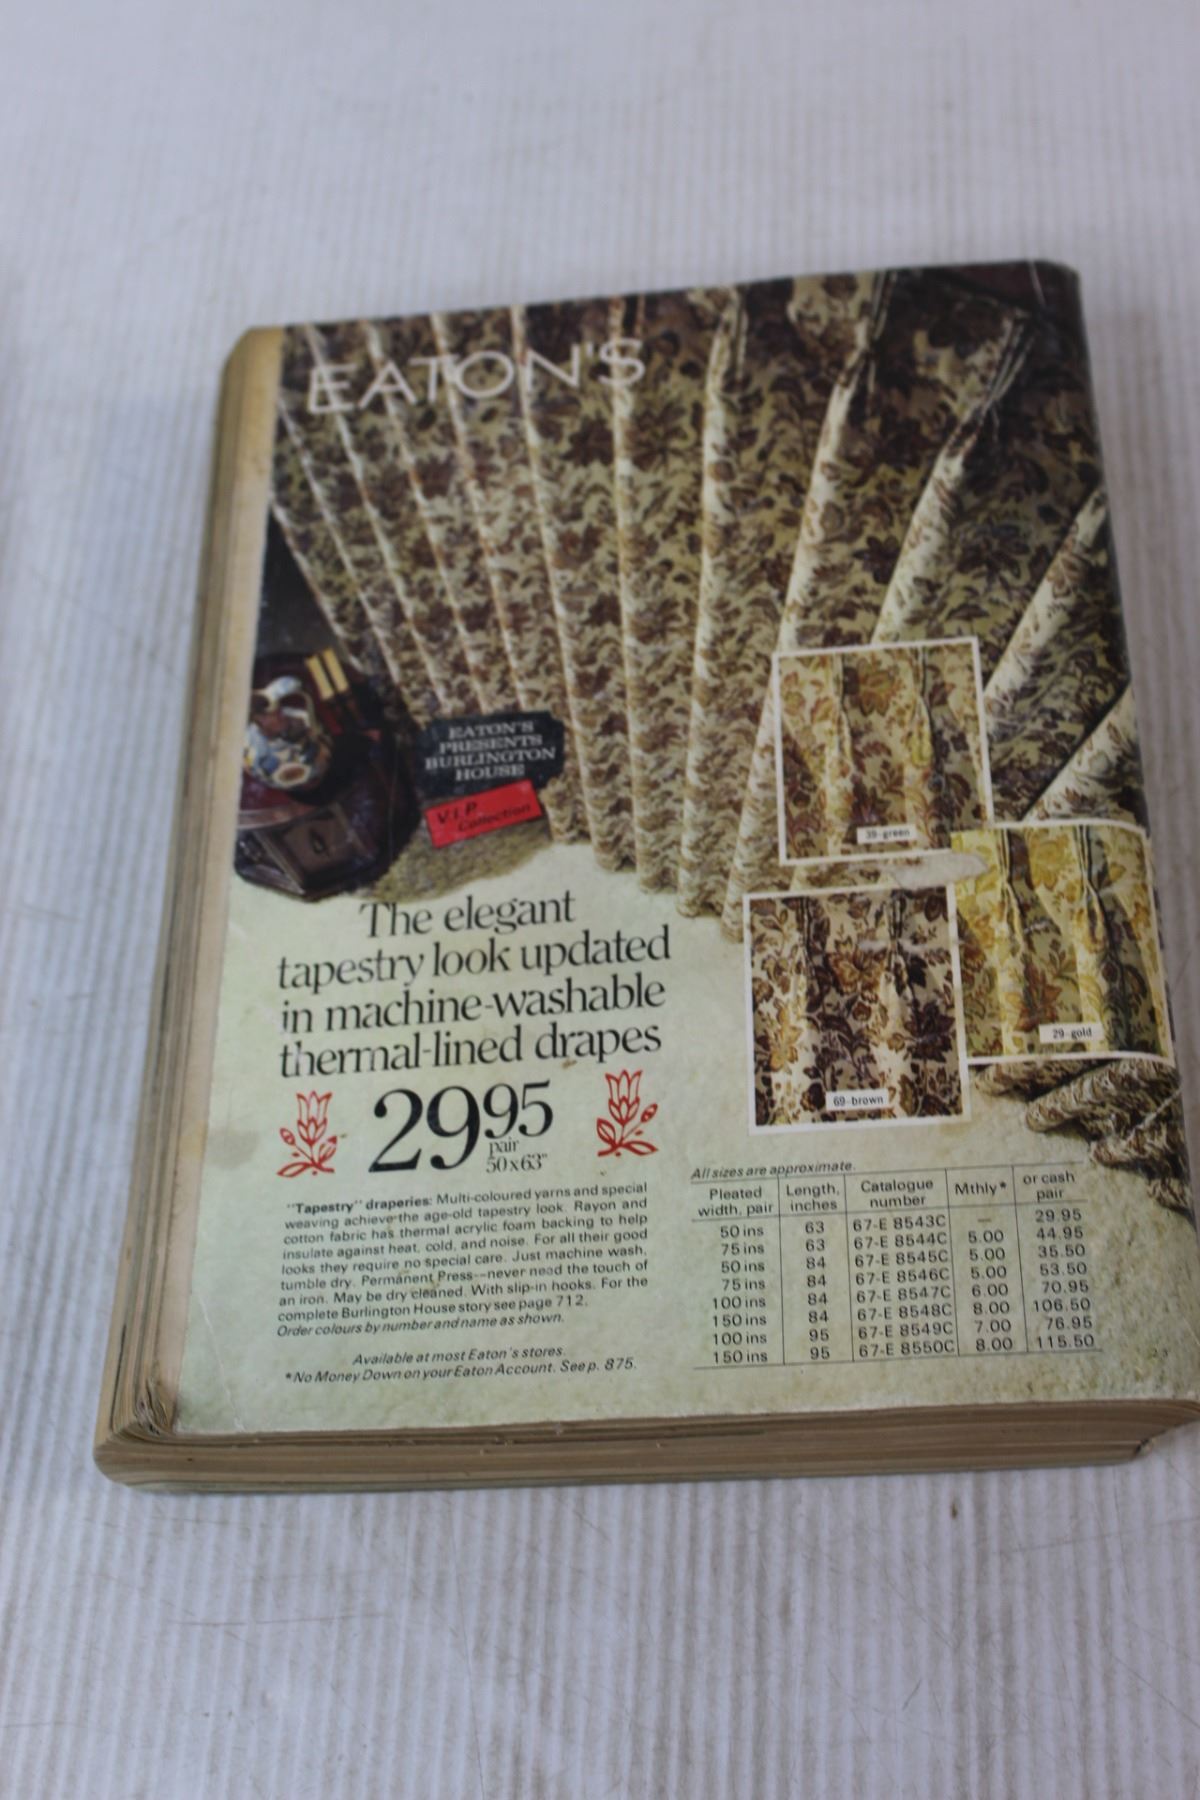 EATON'S
EATON'S
PRESENTS
BURLINGTON
HOUSE
V.I.P.
Collection
39-green
29-gold
69-brown
The elegant
tapestry look updated
in machine-washable
thermal-lined drapes
29.95
pair
50x63"
"Tapestry" draperies: Multi-coloured yarns and special
weaving achieve the age-old tapestry look. Rayon and
cotton fabric has thermal acrylic foam backing to help
insulate against heat, cold, and noise. For all their good
looks they require no special care. Just machine wash,
tumble dry. Permanent Press—never need the touch of
an iron. May be dry cleaned. With slip-in hooks. For the
complete Burlington House story see page 712.
Order colours by number and name as shown.
Available at most Eaton's stores.
*No Money Down on your Eaton Account. See p. 875.
All sizes are approximate.
Pleated width, pair Length, inches Catalogue number Mthly* or cash pair
50 ins 63 67-E 8543C — 29.95
75 ins 63 67-E 8544C 5.00 44.95
50 ins 84 67-E 8545C 5.00 35.50
75 ins 84 67-E 8546C 5.00 53.50
100 ins 84 67-E 8547C 6.00 70.95
150 ins 84 67-E 8548C 8.00 106.50
100 ins 95 67-E 8549C 7.00 76.95
150 ins 95 67-E 8550C 8.00 115.50